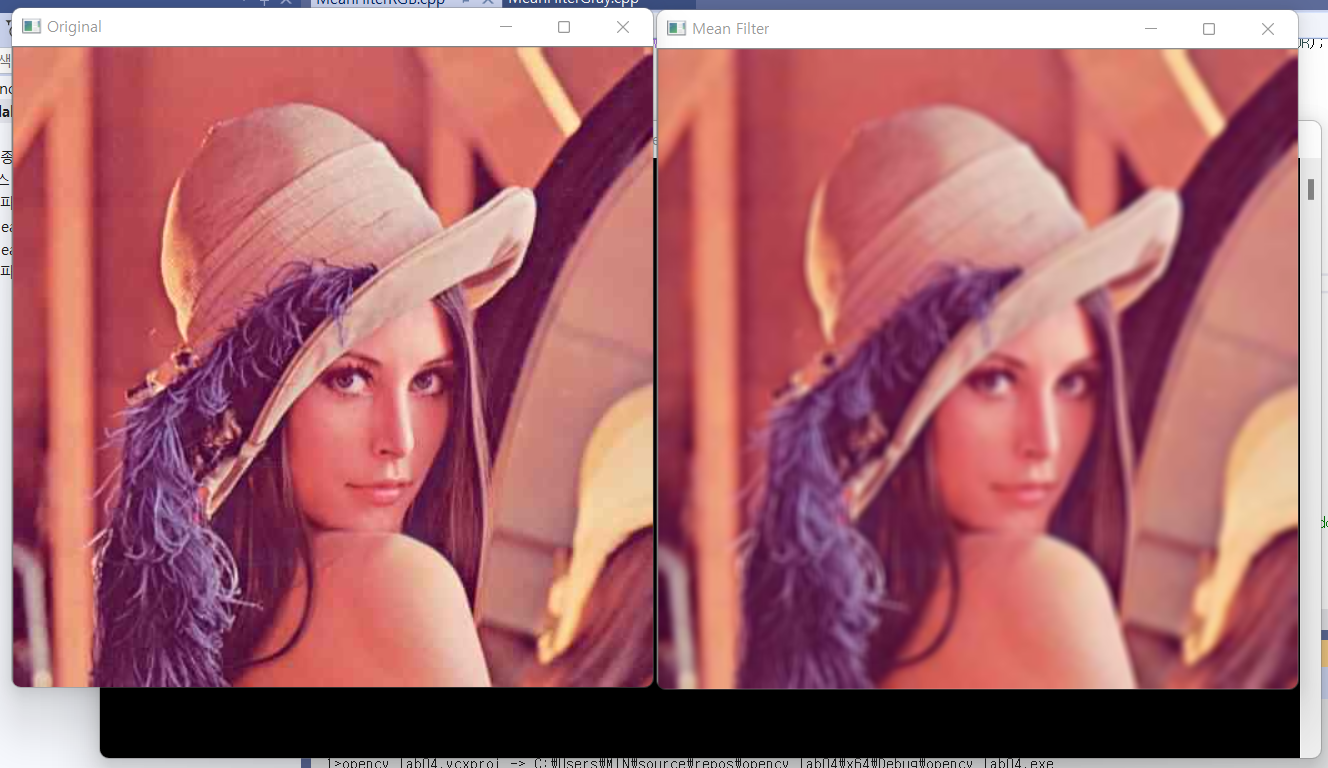 MeanFilterRGB.cpp
MeanFilterGray.cpp
Original
Mean Filter
1>opencv_lab04.vcxproj -> C:\Users\MIN\source\repos\opencv_lab04\x64\Debug\opencv_lab04.exe